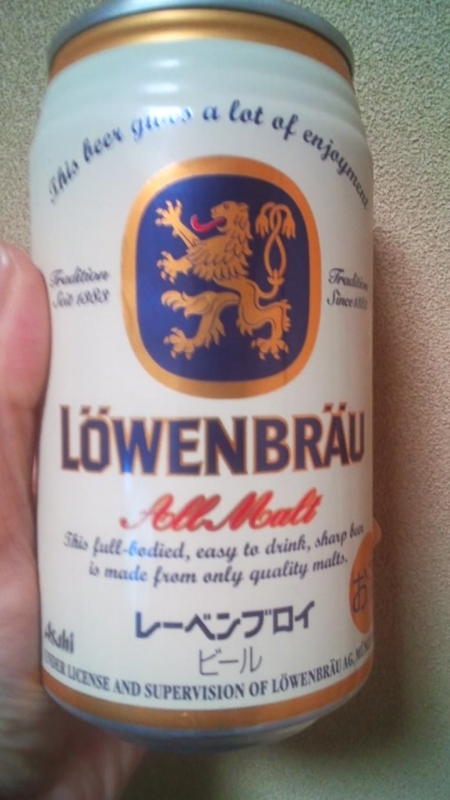 This beer gives a lot of enjoyment
Tradition
Seit 1383
Tradition
Since
LÖWENBRÄU
All Malt
This full-bodied, easy to drink, sharp beer
is made from only quality malts.
レーベンブロイ
ビール
Asahi
UNDER LICENSE AND SUPERVISION OF LÖWENBRÄU AG,
お